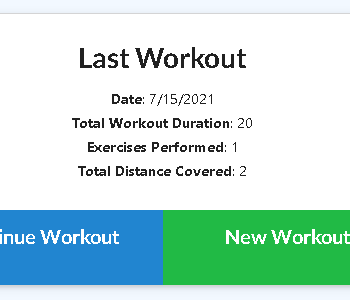 Last Workout
Date: 7/15/2021
Total Workout Duration: 20
Exercises Performed: 1
Total Distance Covered: 2
inue Workout
New Workout